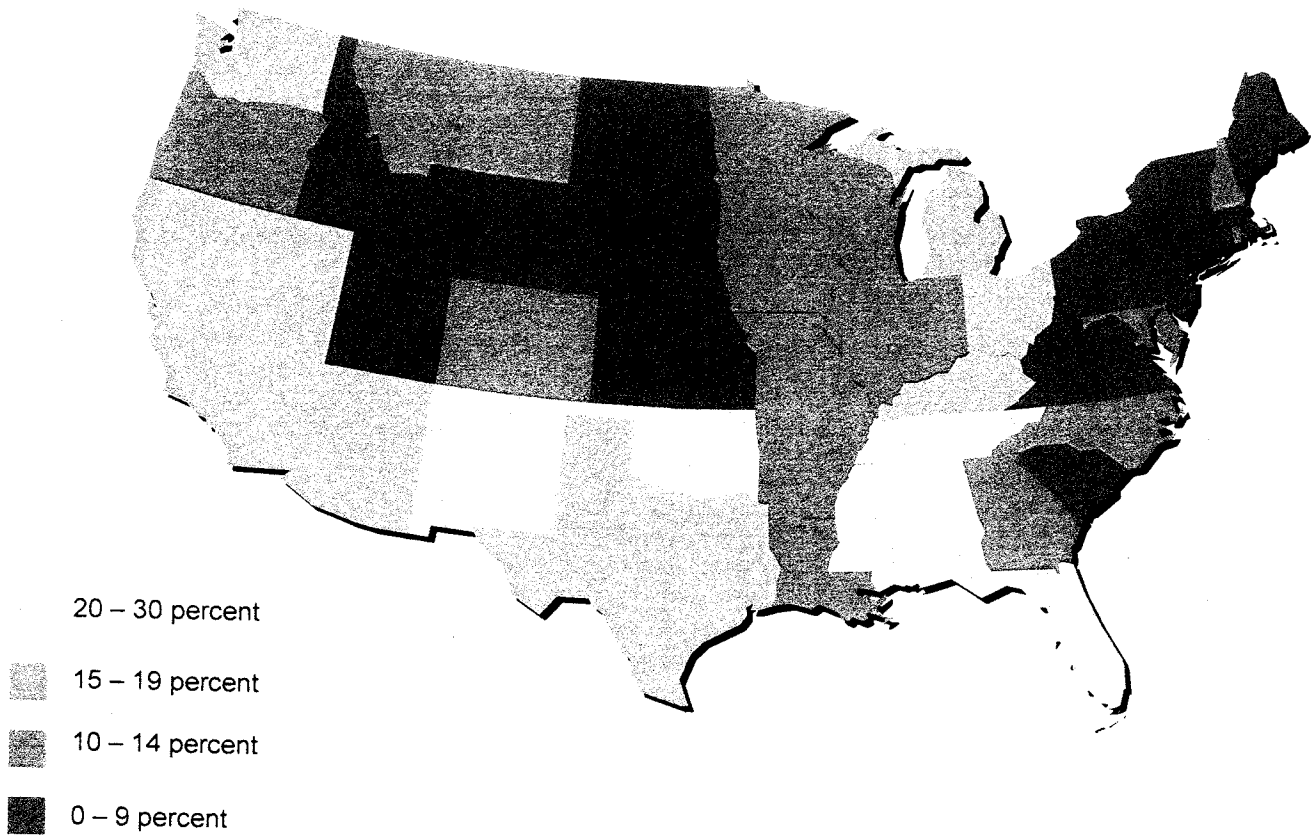 20 – 30 percent
15 – 19 percent
10 – 14 percent
0 – 9 percent